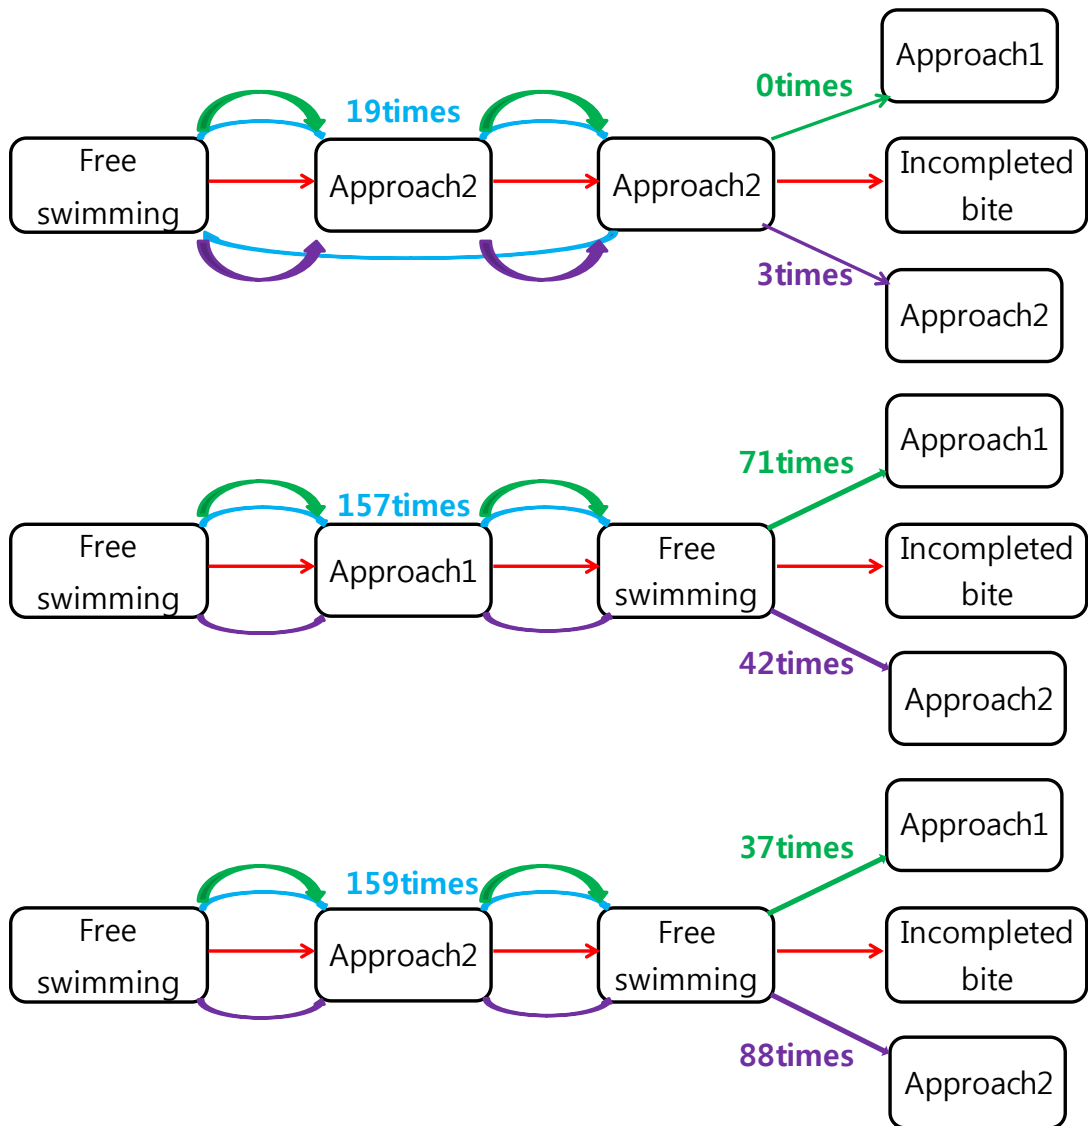 Approach1
0times
19times
Free
swimming
Approach2
Approach2
Incompleted
bite
3times
Approach2
Approach1
71times
157times
Free
swimming
Approach1
Free
swimming
Incompleted
bite
42times
Approach2
Approach1
37times
159times
Free
swimming
Approach2
Free
swimming
Incompleted
bite
88times
Approach2